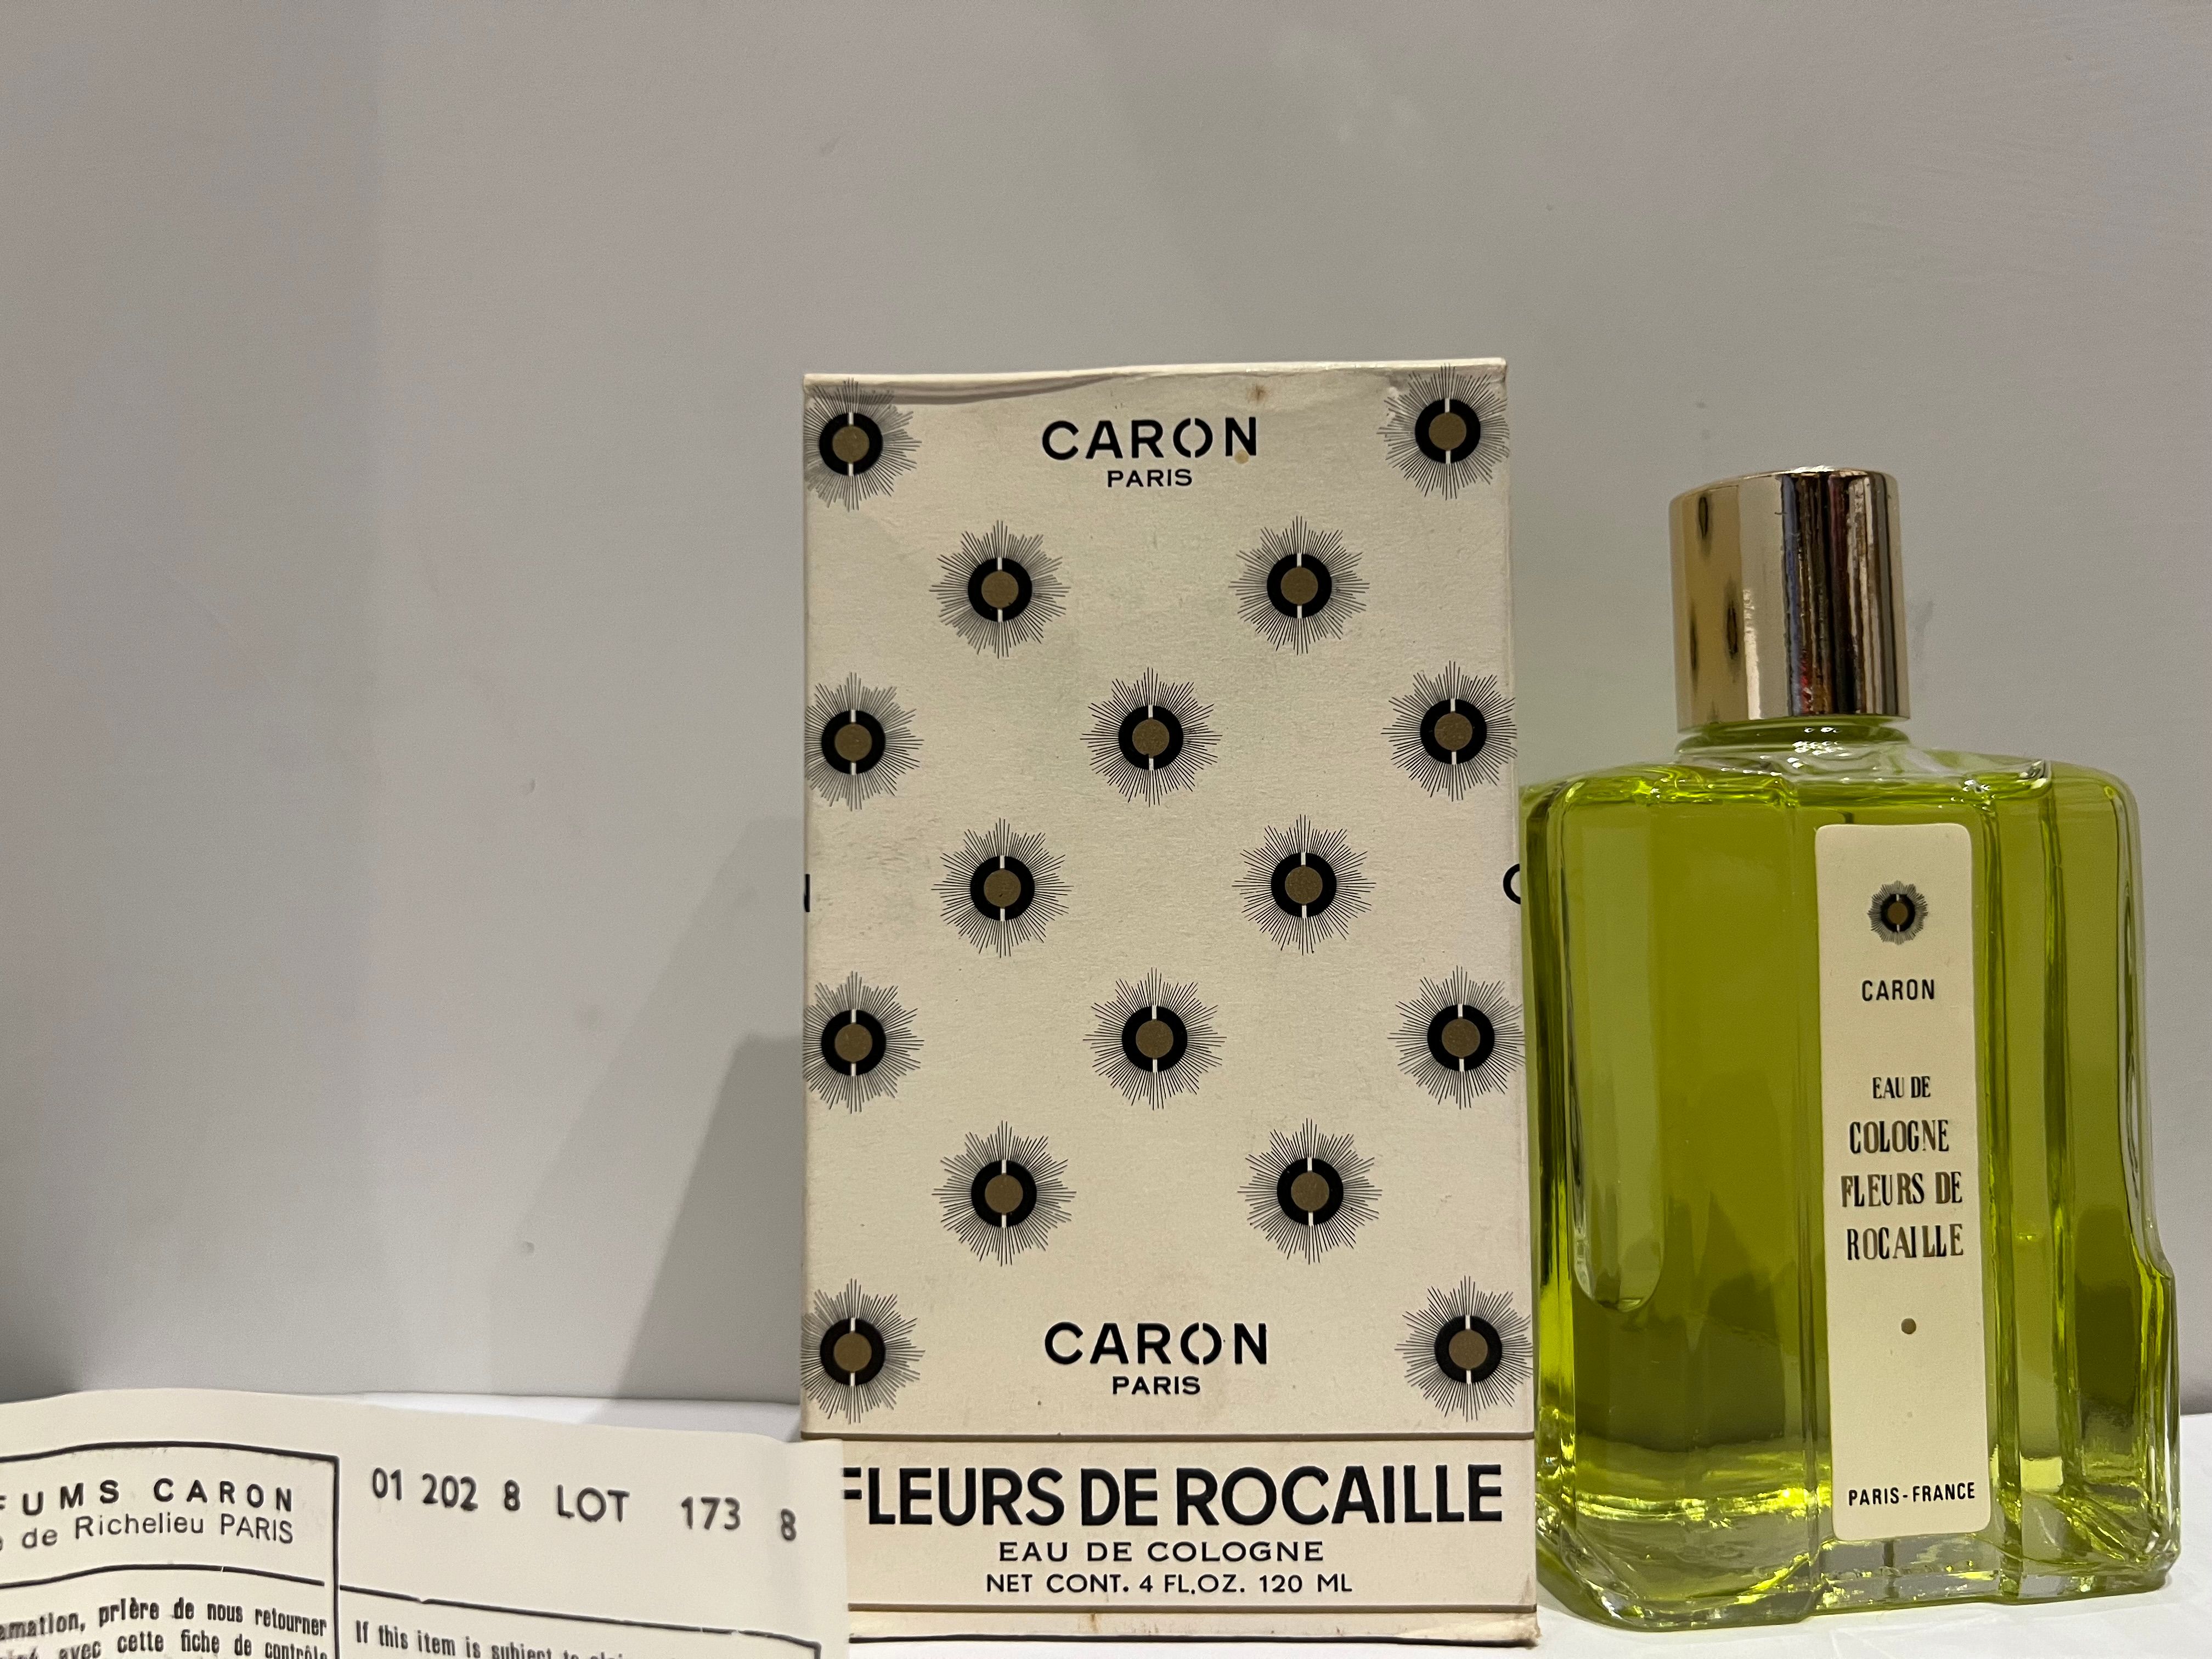 CARON
PARIS
CARON
PARIS
FLEURS DE ROCAILLE
EAU DE COLOGNE
NET CONT. 4 FL.OZ. 120 ML
CARON
EAU DE
COLOGNE
FLEURS DE
ROCAILLE
PARIS-FRANCE
CARON
de Richelieu PARIS
01 202 8 LOT 173 8
prière de nous retourner
avec cette fiche de contrôle
If this item is subject to